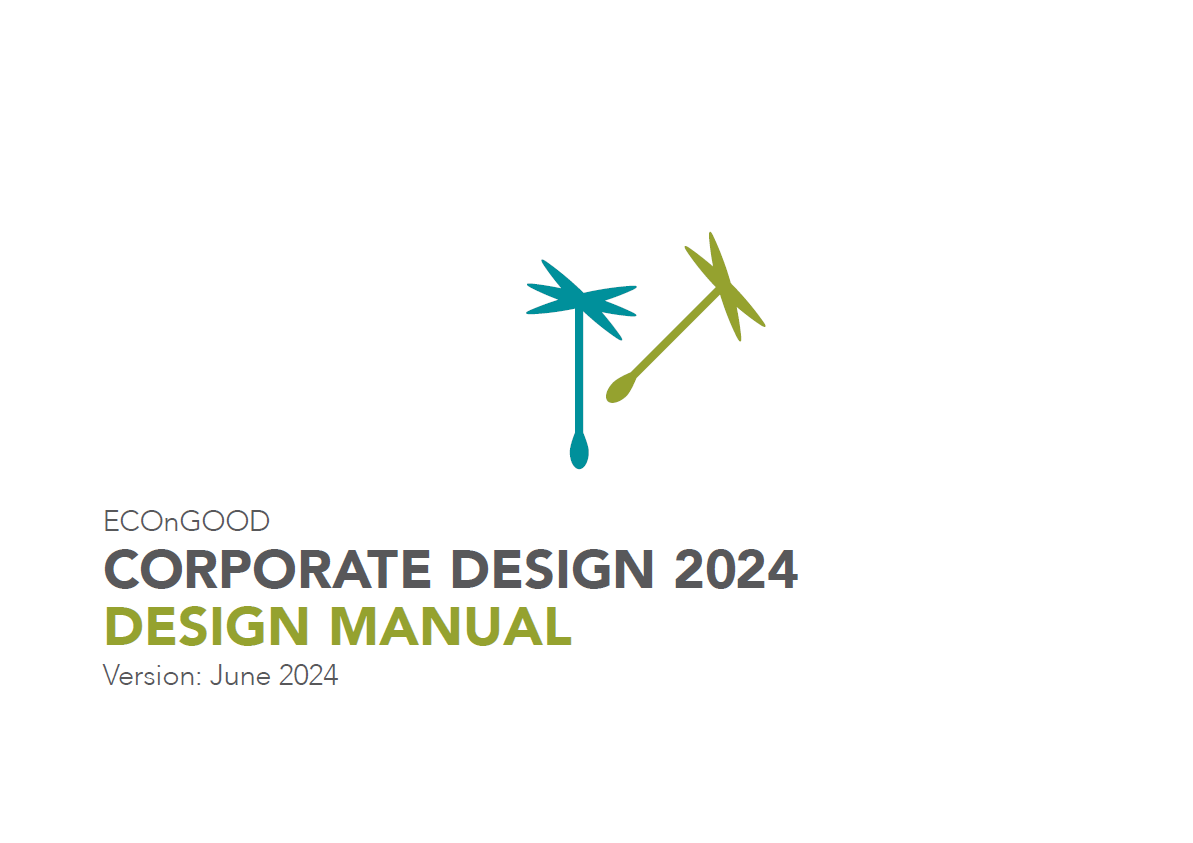 ECOnGOOD
CORPORATE DESIGN 2024
DESIGN MANUAL
Version: June 2024